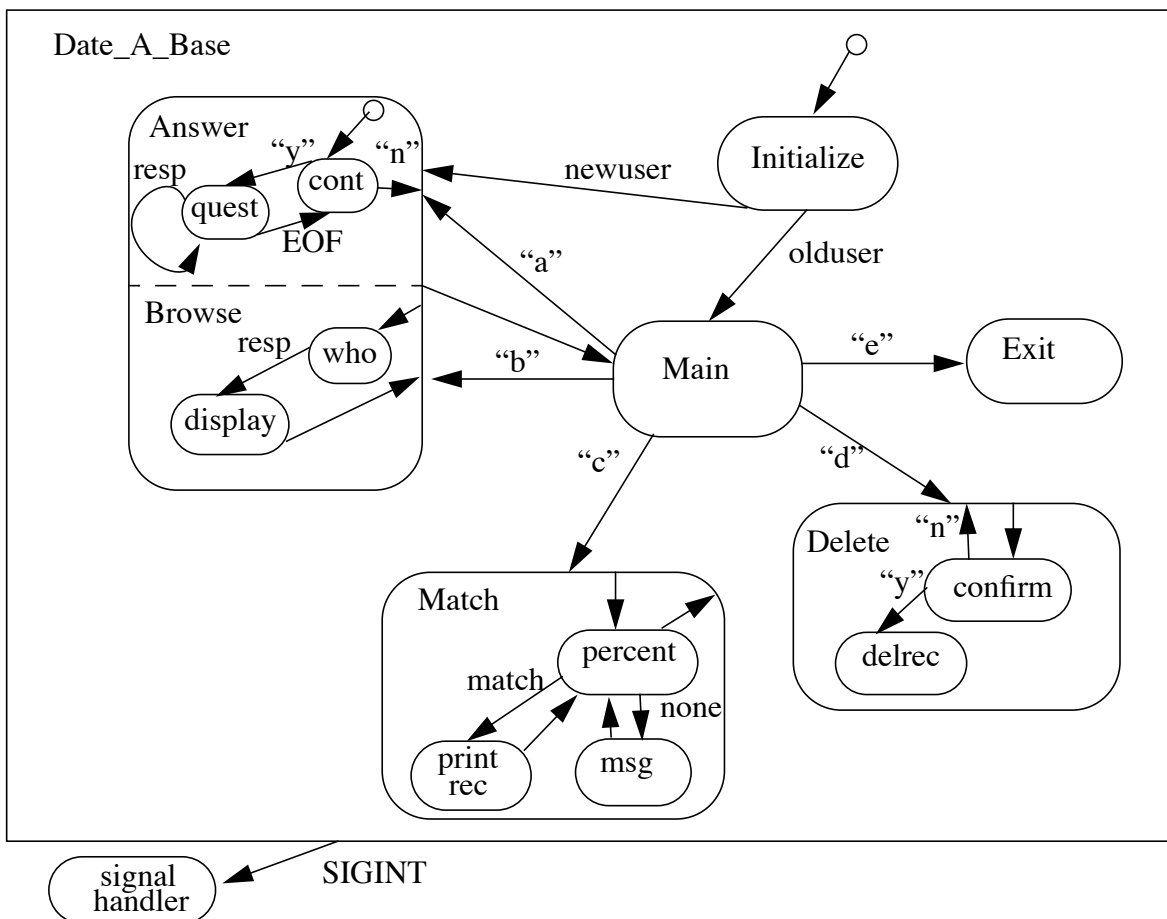 Date_A_Base
Answer
“y”
“n”
resp
cont
quest
EOF
Initialize
newuser
olduser
“a”
Browse
resp
who
display
“b”
Main
“e”
Exit
“c”
“d”
Delete
“n”
“y”
confirm
delrec
Match
percent
match
none
print
rec
msg
signal
handler
SIGINT